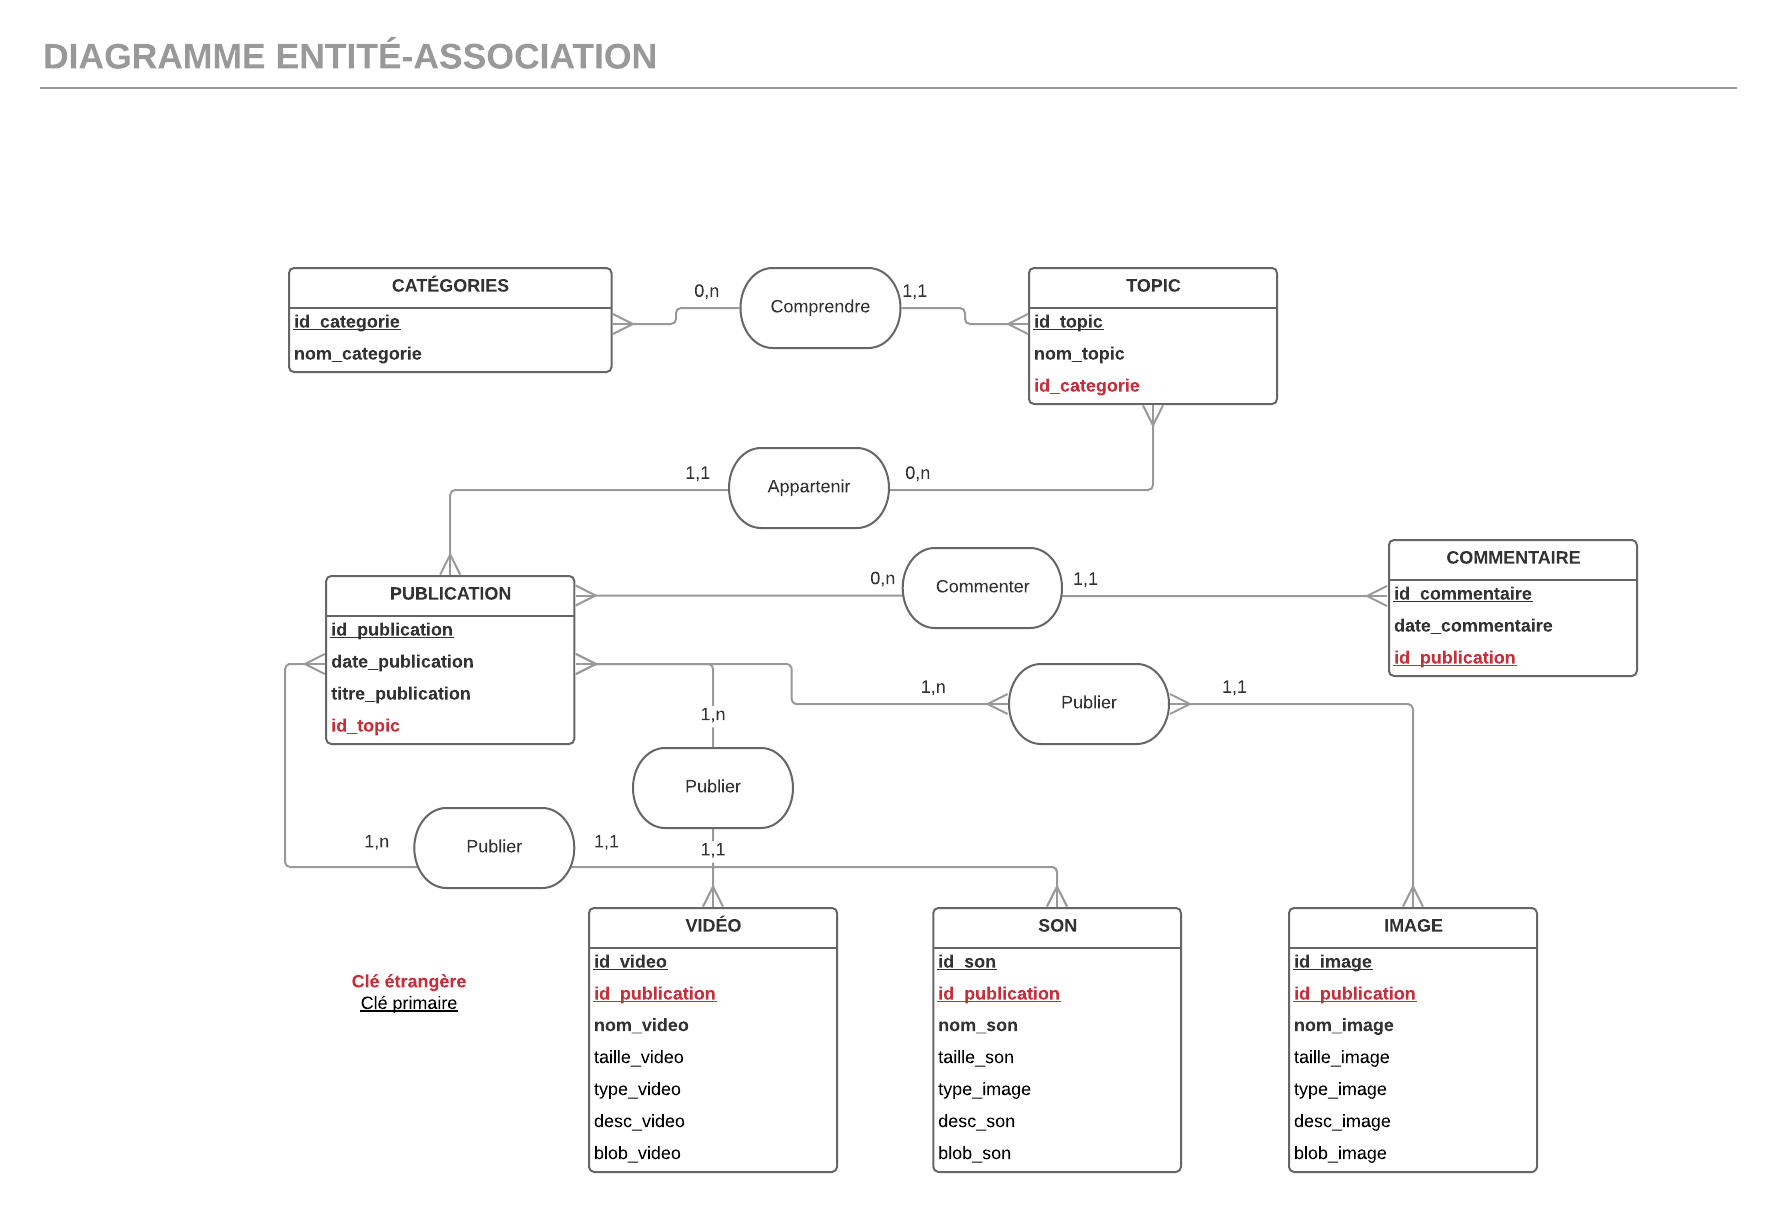 DIAGRAMME ENTITÉ-ASSOCIATION
CATÉGORIES
id_categorie
nom_categorie
0,n
Comprendre
1,1
TOPIC
id_topic
nom_topic
id_categorie
1,1
Appartenir
0,n
PUBLICATION
id_publication
date_publication
titre_publication
id_topic
0,n
Commenter
1,1
COMMENTAIRE
id_commentaire
date_commentaire
id_publication
1,n
Publier
1,1
1,n
Publier
1,1
1,n
Publier
1,1
Clé étrangère
Clé primaire
VIDÉO
id_video
id_publication
nom_video
taille_video
type_video
desc_video
blob_video
SON
id_son
id_publication
nom_son
taille_son
type_image
desc_son
blob_son
IMAGE
id_image
id_publication
nom_image
taille_image
type_image
desc_image
blob_image